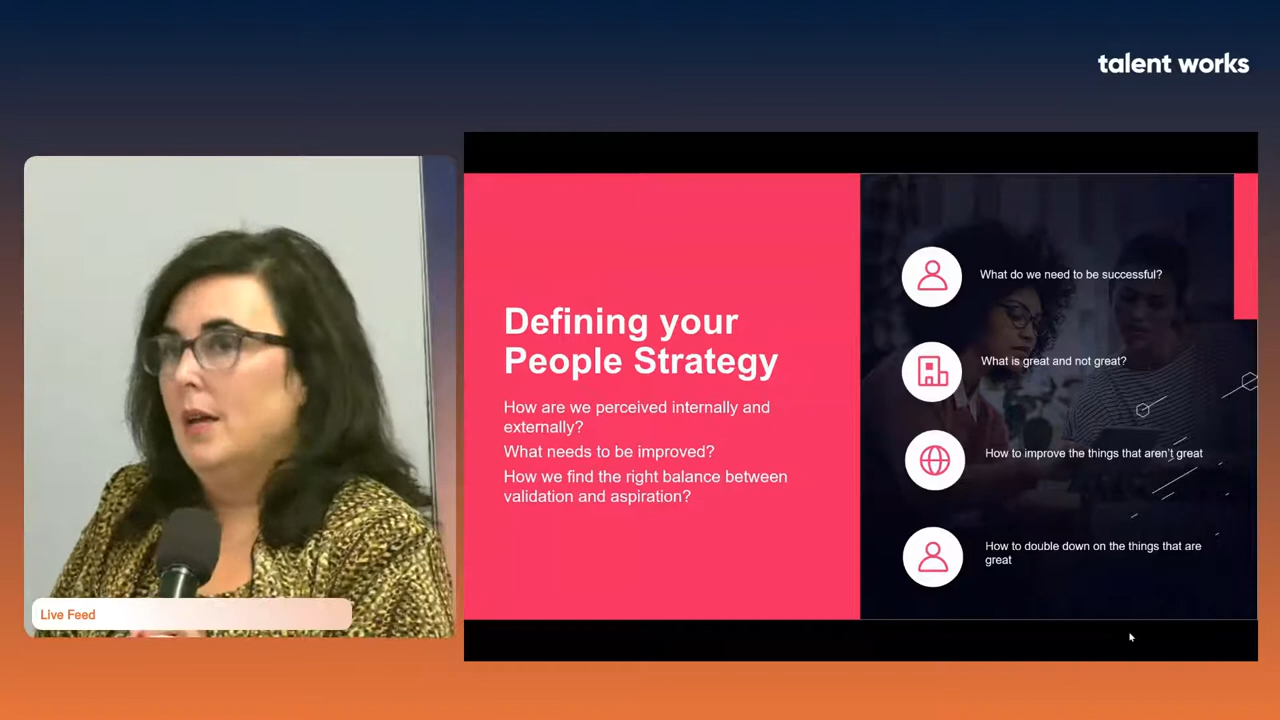 talent works
Live Feed
Defining your
People Strategy
How are we perceived internally and
externally?
What needs to be improved?
How we find the right balance between
validation and aspiration?
What do we need to be successful?
What is great and not great?
How to improve the things that aren't great
How to double down on the things that are
great